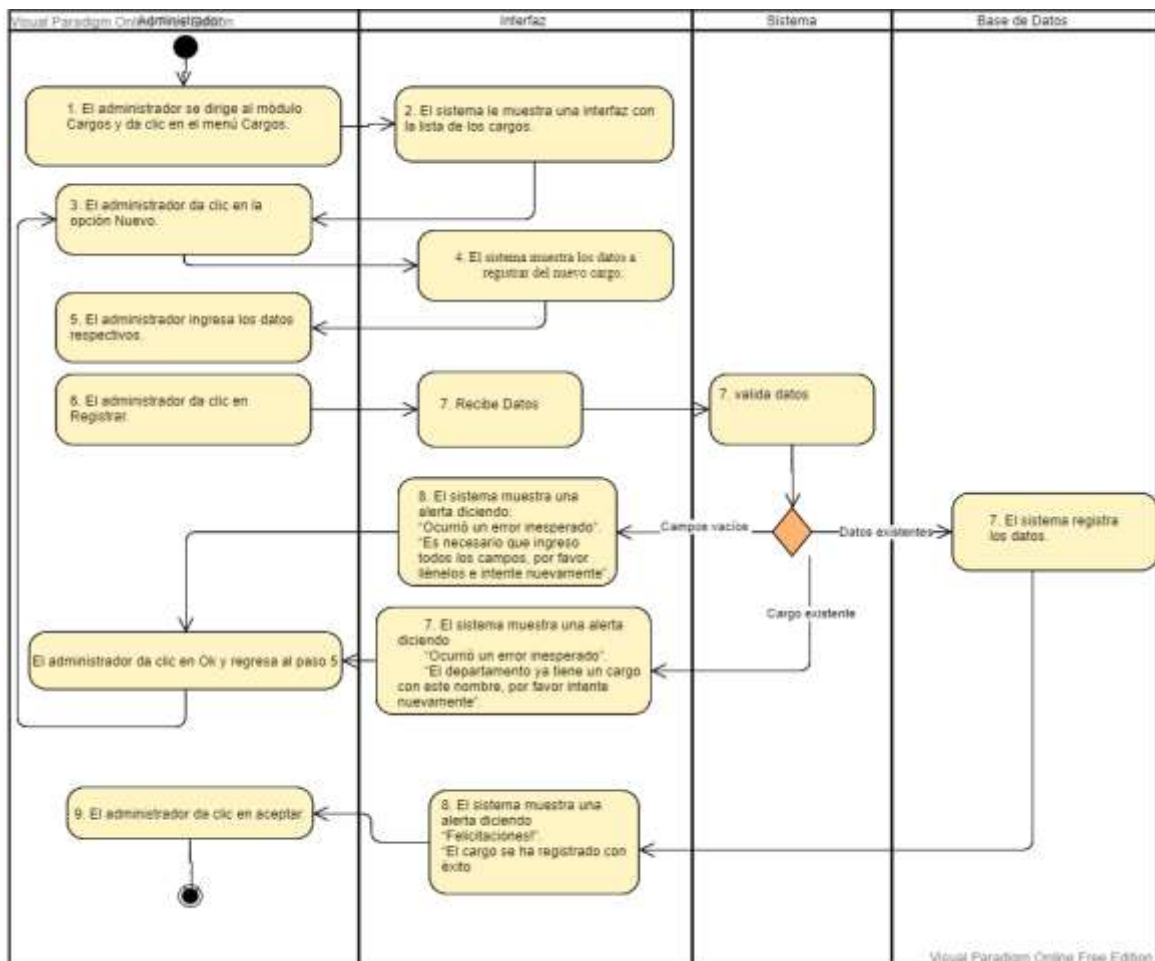 Visual Paradigm Online Free Edition
Administrador
Interfaz
Sistema
Base de Datos
1. El administrador se dirige al módulo
Cargos y da clic en el menú Cargos.
2. El sistema le muestra una interfaz con
la lista de los cargos.
3. El administrador da clic en la
opción Nuevo.
4. El sistema muestra los datos a
registrar del nuevo cargo.
5. El administrador ingresa los datos
respectivos.
6. El administrador da clic en
Registrar.
7. Recibe Datos
7. valida datos
8. El sistema muestra una
alerta diciendo:
“Ocurrió un error inesperado”.
“Es necesario que ingreso
todos los campos, por favor
llénelos e intente nuevamente”
Campos vacíos
Datos existentes
7. El sistema registra
los datos.
Cargo existente
7. El sistema muestra una alerta
diciendo
“Ocurrió un error inesperado”.
“El departamento ya tiene un cargo
con este nombre, por favor intente
nuevamente”.
El administrador da clic en Ok y regresa al paso 5
8. El sistema muestra una
alerta diciendo
“Felicitaciones!”.
“El cargo se ha registrado con
éxito
9. El administrador da clic en aceptar.
Visual Paradigm Online Free Edition